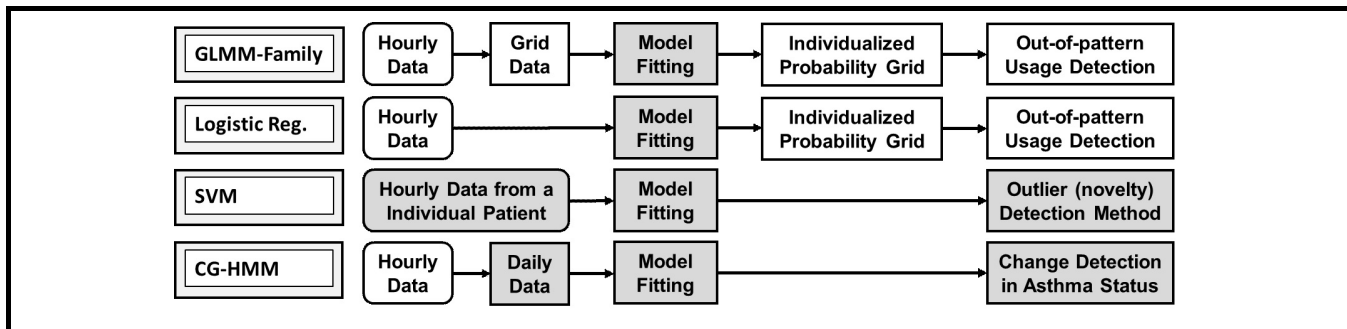 GLMM-Family
Hourly
Data
Grid
Data
Model
Fitting
Individualized
Probability Grid
Out-of-pattern
Usage Detection
Logistic Reg.
Hourly
Data
Model
Fitting
Individualized
Probability Grid
Out-of-pattern
Usage Detection
SVM
Hourly Data from a
Individual Patient
Model
Fitting
Outlier (novelty)
Detection Method
CG-HMM
Hourly
Data
Daily
Data
Model
Fitting
Change Detection
in Asthma Status